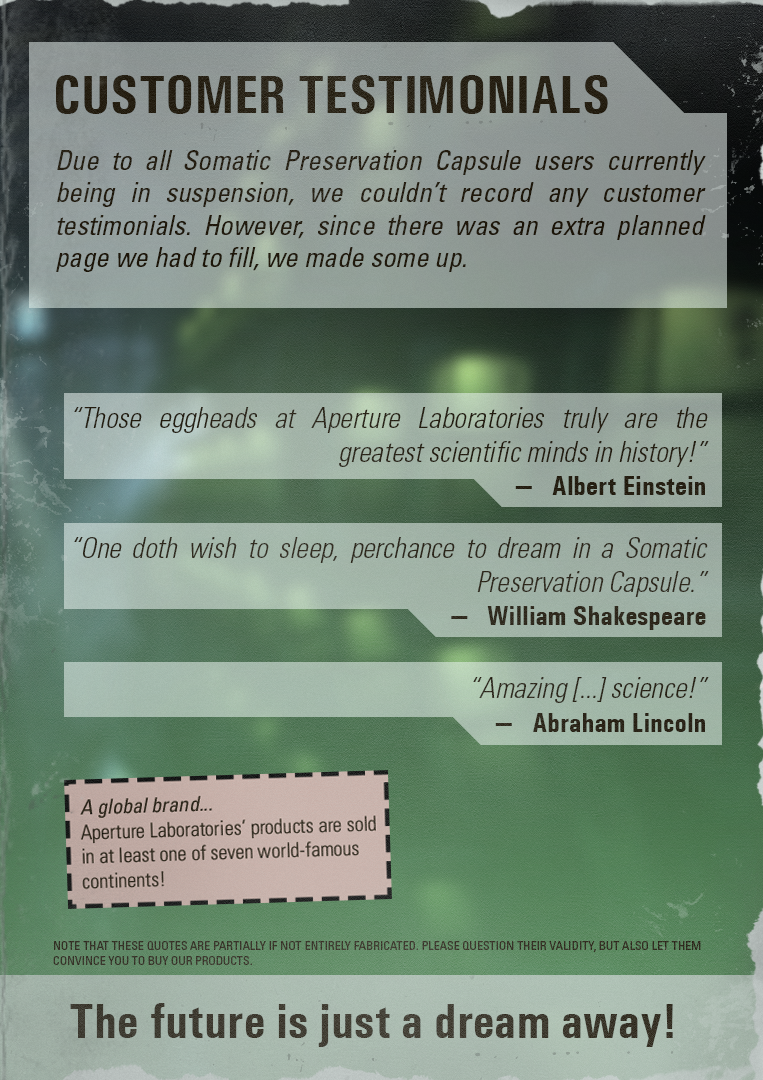 CUSTOMER TESTIMONIALS
Due to all Somatic Preservation Capsule users currently
being in suspension, we couldn’t record any customer
testimonials. However, since there was an extra planned
page we had to fill, we made some up.
“Those eggheads at Aperture Laboratories truly are the
greatest scientific minds in history!”
— Albert Einstein
“One doth wish to sleep, perchance to dream in a Somatic
Preservation Capsule.”
— William Shakespeare
“Amazing [...] science!”
— Abraham Lincoln
A global brand...
Aperture Laboratories’ products are sold
in at least one of seven world-famous
continents!
NOTE THAT THESE QUOTES ARE PARTIALLY IF NOT ENTIRELY FABRICATED. PLEASE QUESTION THEIR VALIDITY, BUT ALSO LET THEM
CONVINCE YOU TO BUY OUR PRODUCTS.
The future is just a dream away!